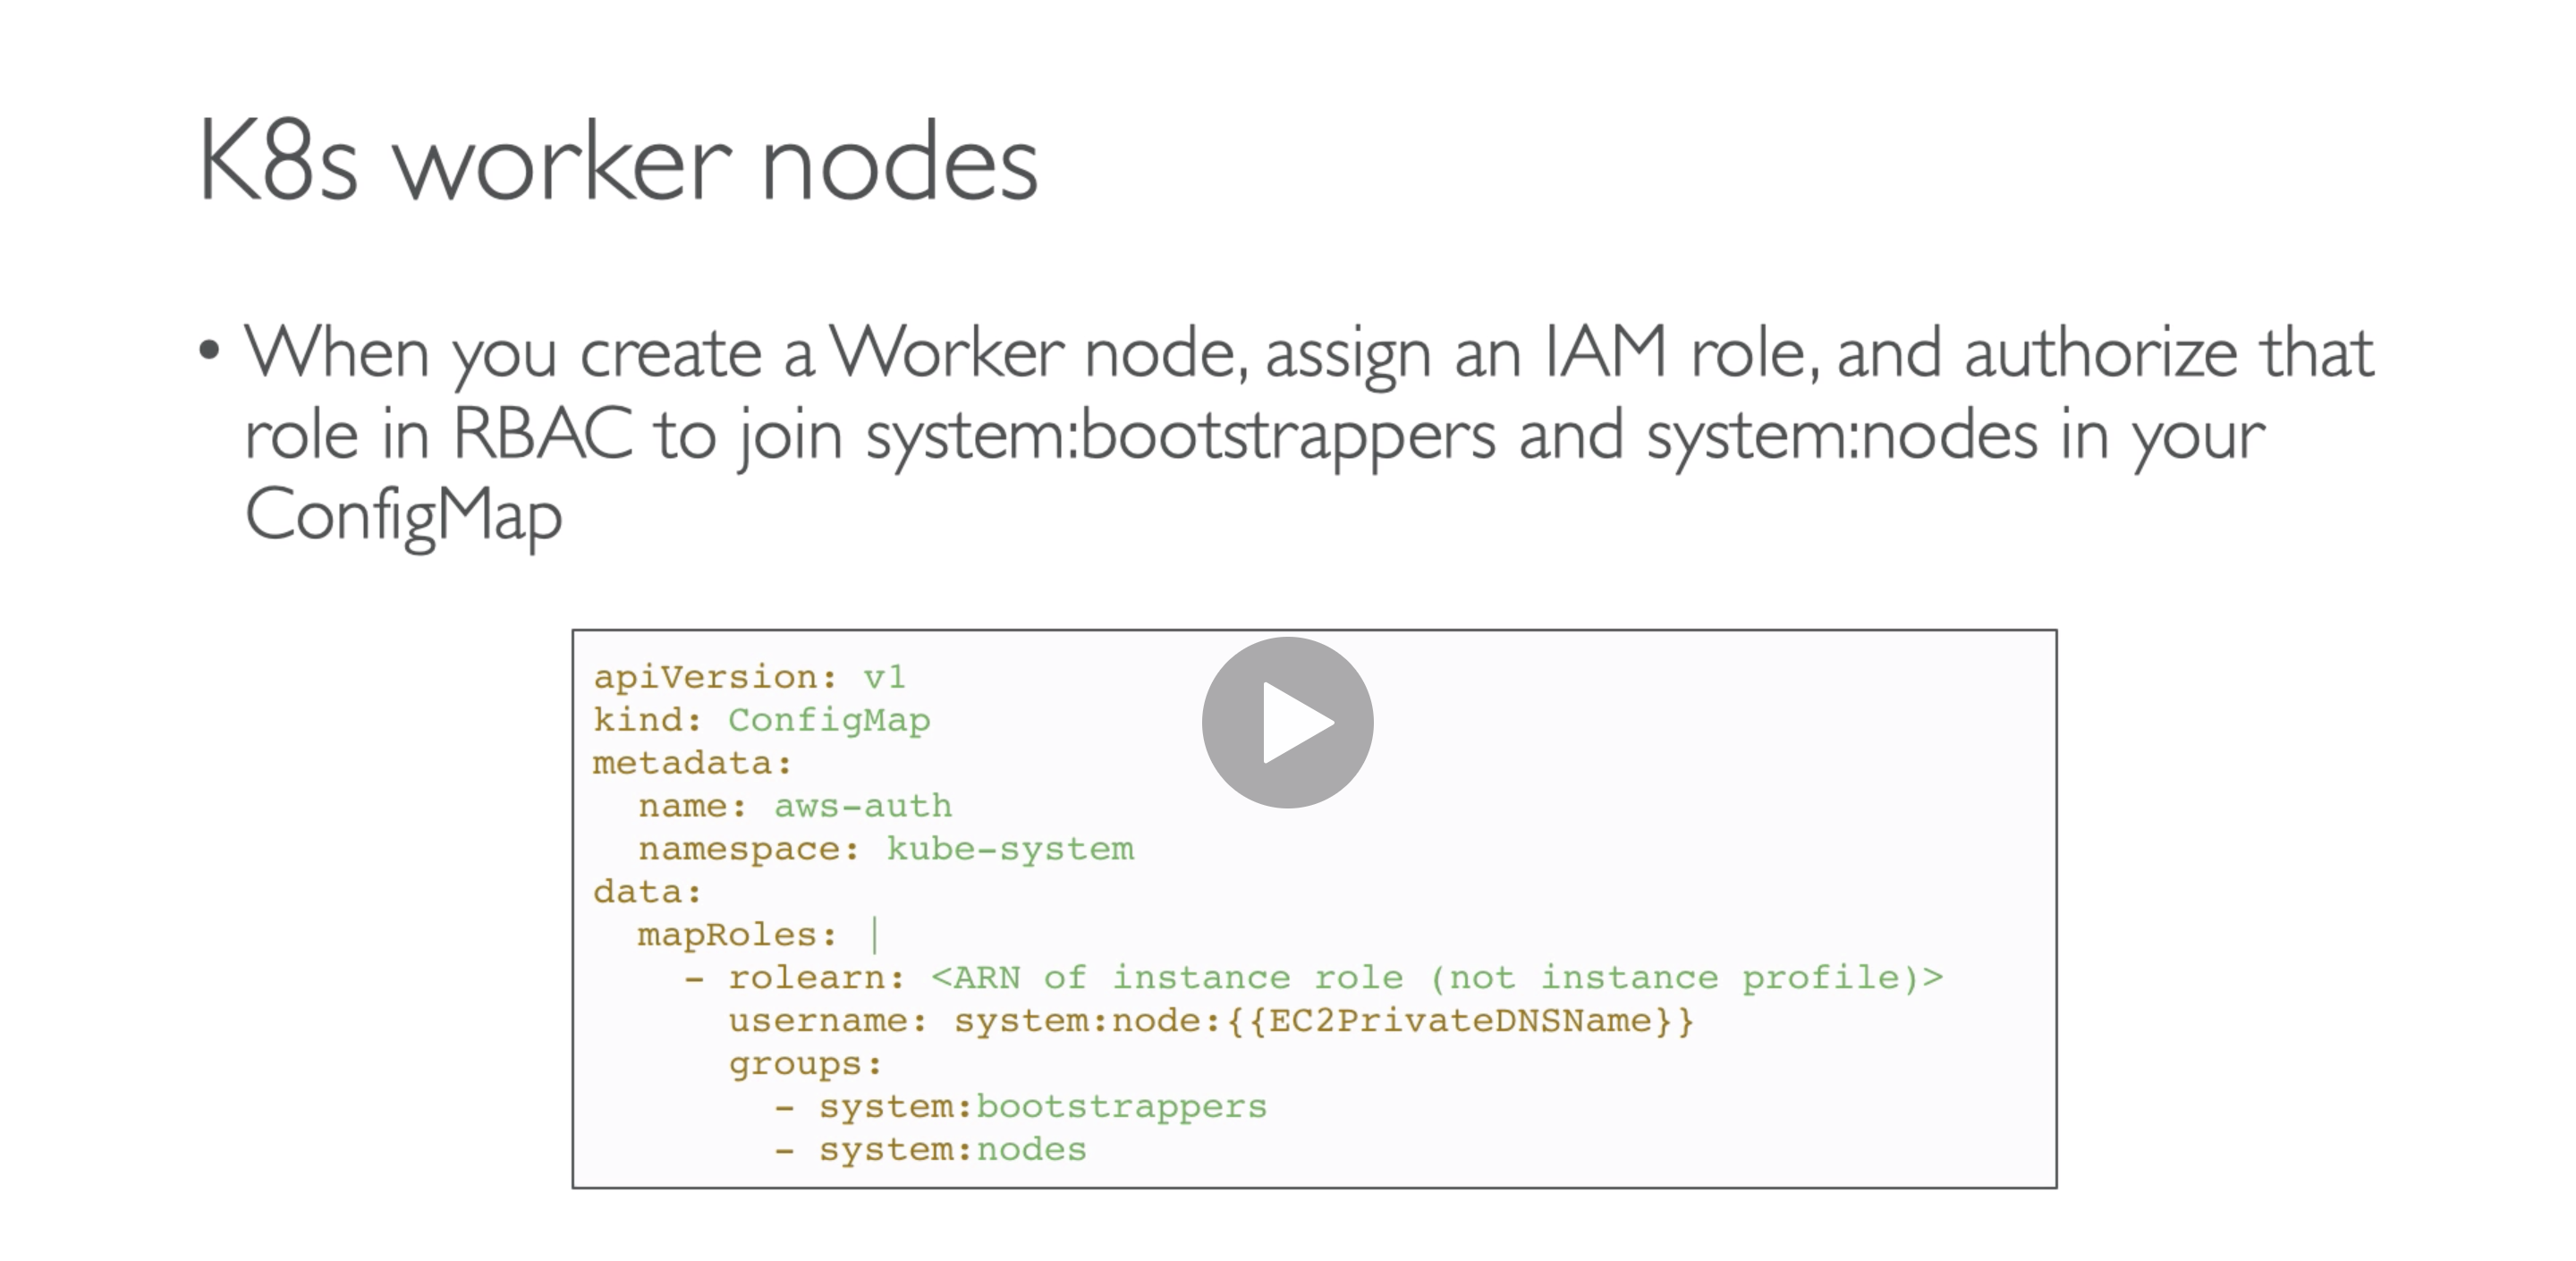 K8s worker nodes
• When you create a Worker node, assign an IAM role, and authorize that
role in RBAC to join system:bootstrappers and system:nodes in your
ConfigMap
apiVersion: v1
kind: ConfigMap
metadata:
  name: aws-auth
  namespace: kube-system
data:
  mapRoles: |
    - rolearn: <ARN of instance role (not instance profile)>
      username: system:node:{{EC2PrivateDNSName}}
      groups:
        - system:bootstrappers
        - system:nodes